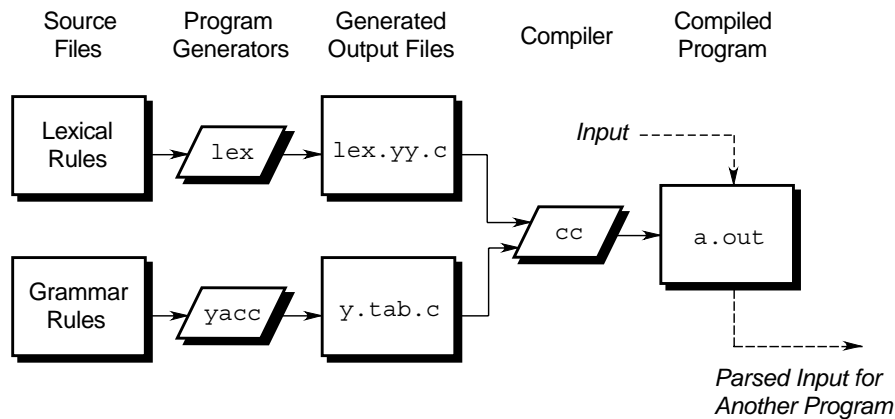 Source
Files
Program
Generators
Generated
Output Files
Compiler
Compiled
Program
Lexical
Rules
lex
lex.yy.c
Input
cc
a.out
Grammar
Rules
yacc
y.tab.c
Parsed Input for
Another Program